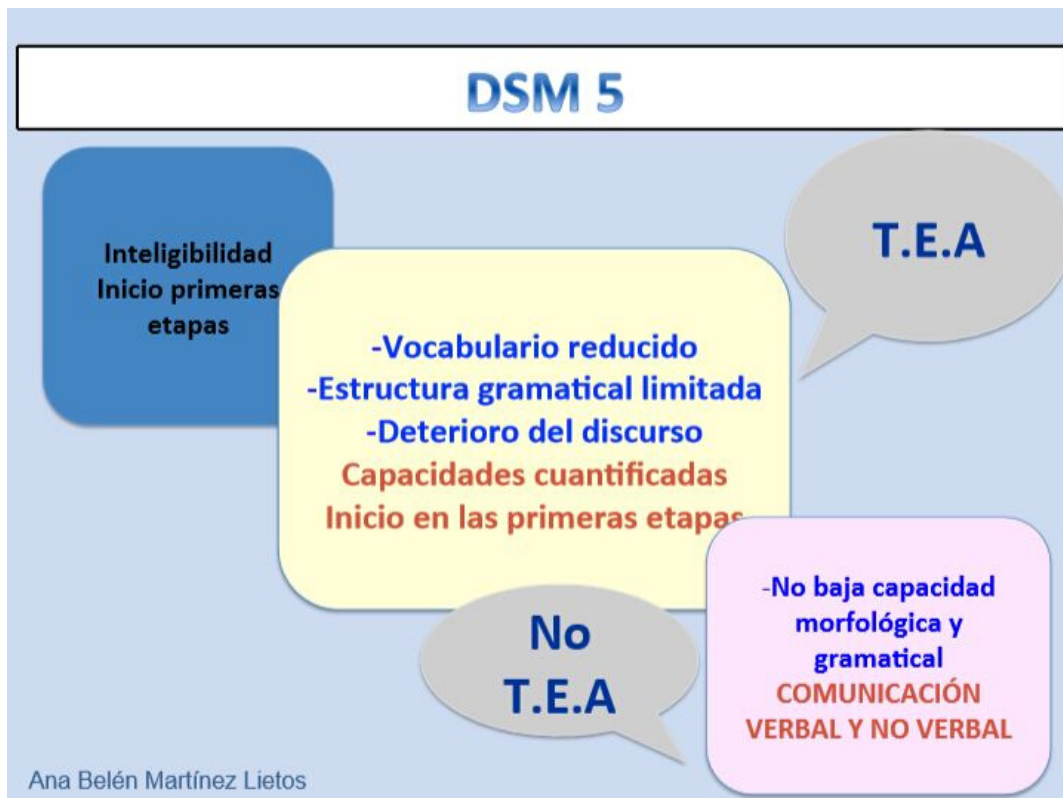 DSM 5
Inteligibilidad
Inicio primeras
etapas
T.E.A
-Vocabulario reducido
-Estructura gramatical limitada
-Deterioro del discurso
Capacidades cuantificadas
Inicio en las primeras etapas
No
T.E.A
-No baja capacidad
morfológica y
gramatical
COMUNICACIÓN
VERBAL Y NO VERBAL
Ana Belén Martínez Lietos